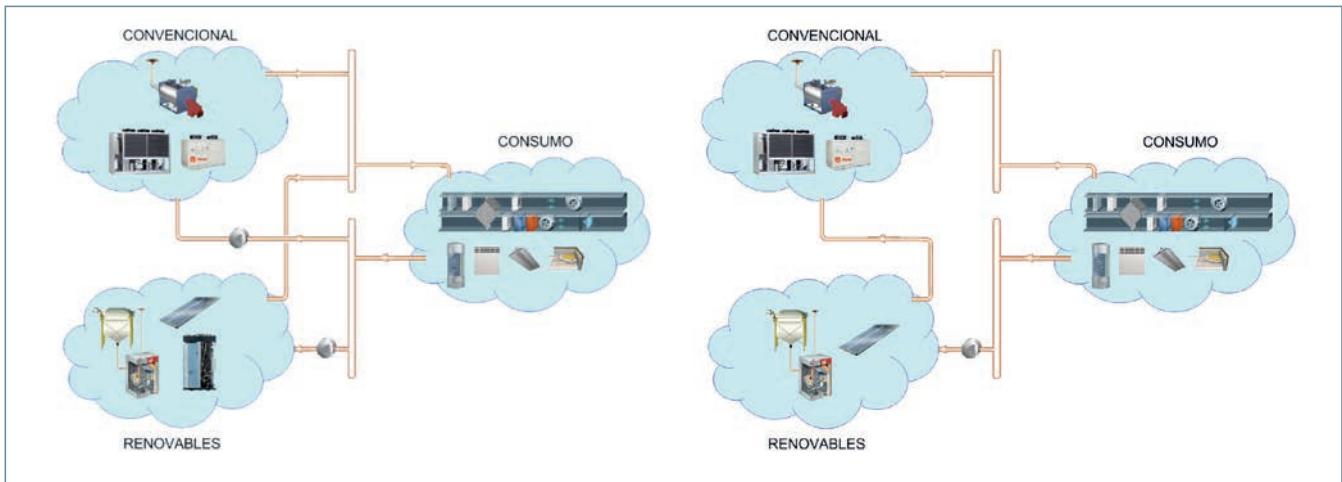 CONVENCIONAL
CONSUMO
RENOVABLES
CONVENCIONAL
CONSUMO
RENOVABLES